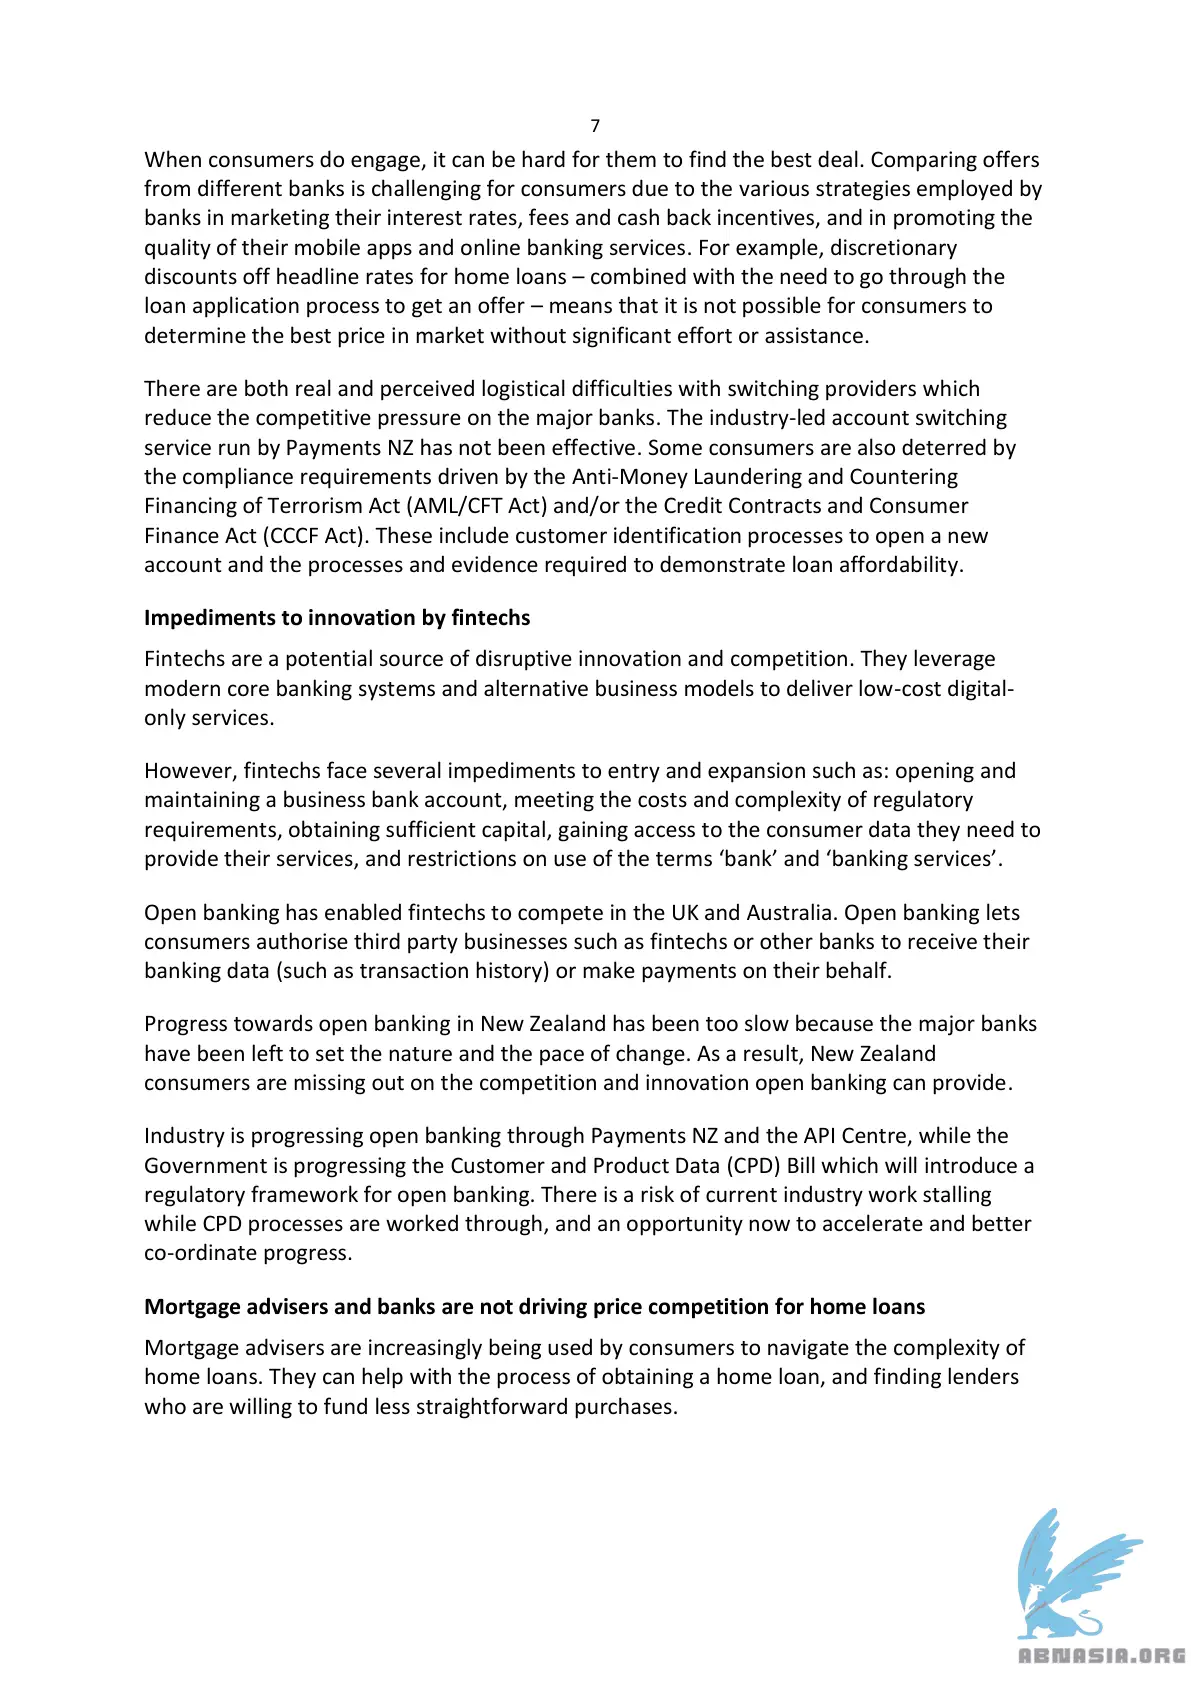 7
When consumers do engage, it can be hard for them to find the best deal. Comparing offers
from different banks is challenging for consumers due to the various strategies employed by
banks in marketing their interest rates, fees and cash back incentives, and in promoting the
quality of their mobile apps and online banking services. For example, discretionary
discounts off headline rates for home loans – combined with the need to go through the
loan application process to get an offer – means that it is not possible for consumers to
determine the best price in market without significant effort or assistance.
There are both real and perceived logistical difficulties with switching providers which
reduce the competitive pressure on the major banks. The industry-led account switching
service run by Payments NZ has not been effective. Some consumers are also deterred by
the compliance requirements driven by the Anti-Money Laundering and Countering
Financing of Terrorism Act (AML/CFT Act) and/or the Credit Contracts and Consumer
Finance Act (CCCF Act). These include customer identification processes to open a new
account and the processes and evidence required to demonstrate loan affordability.
Impediments to innovation by fintechs
Fintechs are a potential source of disruptive innovation and competition. They leverage
modern core banking systems and alternative business models to deliver low-cost digital-
only services.
However, fintechs face several impediments to entry and expansion such as: opening and
maintaining a business bank account, meeting the costs and complexity of regulatory
requirements, obtaining sufficient capital, gaining access to the consumer data they need to
provide their services, and restrictions on use of the terms ‘bank’ and ‘banking services’.
Open banking has enabled fintechs to compete in the UK and Australia. Open banking lets
consumers authorise third party businesses such as fintechs or other banks to receive their
banking data (such as transaction history) or make payments on their behalf.
Progress towards open banking in New Zealand has been too slow because the major banks
have been left to set the nature and the pace of change. As a result, New Zealand
consumers are missing out on the competition and innovation open banking can provide.
Industry is progressing open banking through Payments NZ and the API Centre, while the
Government is progressing the Customer and Product Data (CPD) Bill which will introduce a
regulatory framework for open banking. There is a risk of current industry work stalling
while CPD processes are worked through, and an opportunity now to accelerate and better
co-ordinate progress.
Mortgage advisers and banks are not driving price competition for home loans
Mortgage advisers are increasingly being used by consumers to navigate the complexity of
home loans. They can help with the process of obtaining a home loan, and finding lenders
who are willing to fund less straightforward purchases.
ABNASIA.ORG